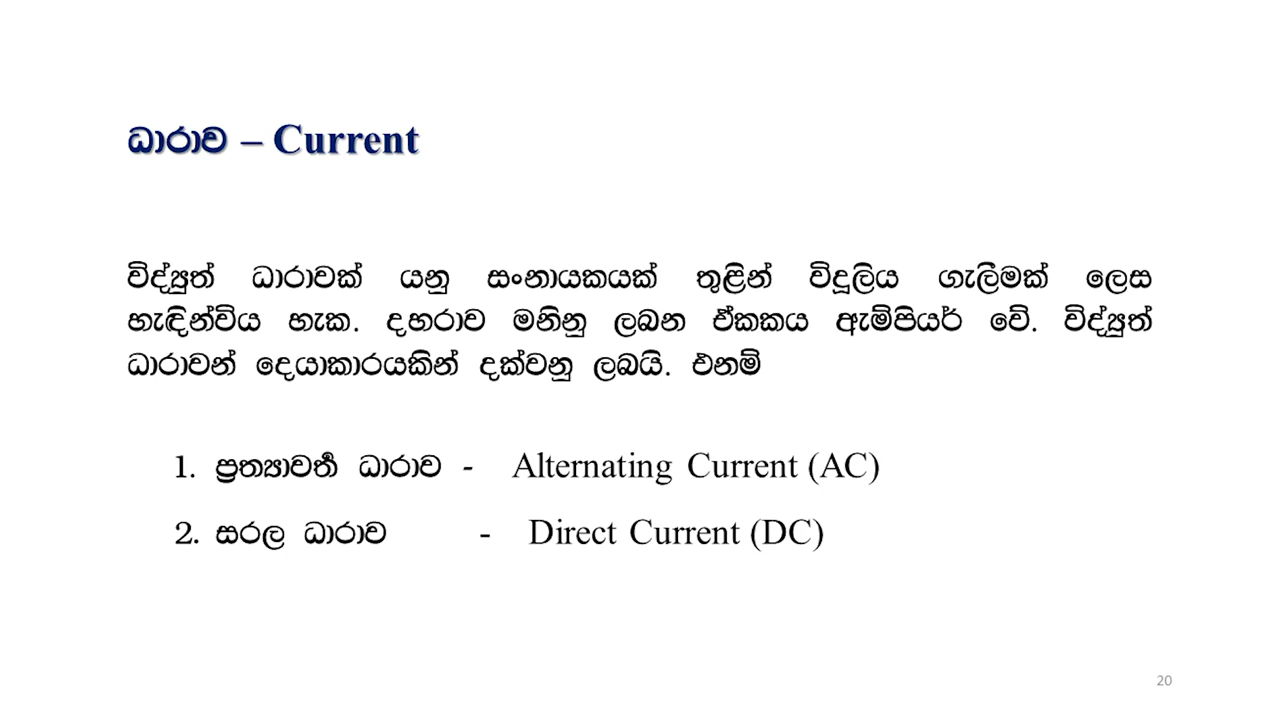 ධාරාව – Current
විද්‍යුත් ධාරාවක් යනු සංනායකයක් තුළින් විදූලිය ගැලීමක් ලෙස
හැඳින්විය හැක. දහරාව මනිනු ලබන ඒකකය ඇම්පියර් වේ. විද්‍යුත්
ධාරාවන් දෙයාකාරයකින් දක්වනු ලබයි. එනම්
1. ප්‍රත්‍යාවර්ත ධාරාව - Alternating Current (AC)
2. සරල ධාරාව - Direct Current (DC)
20